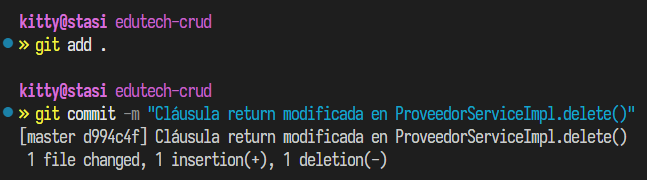 kitty@stasi edutech-crud
» git add .
kitty@stasi edutech-crud
» git commit -m "Cláusula return modificada en ProveedorServiceImpl.delete()"
[master d994c4f] Cláusula return modificada en ProveedorServiceImpl.delete()
1 file changed, 1 insertion(+), 1 deletion(-)